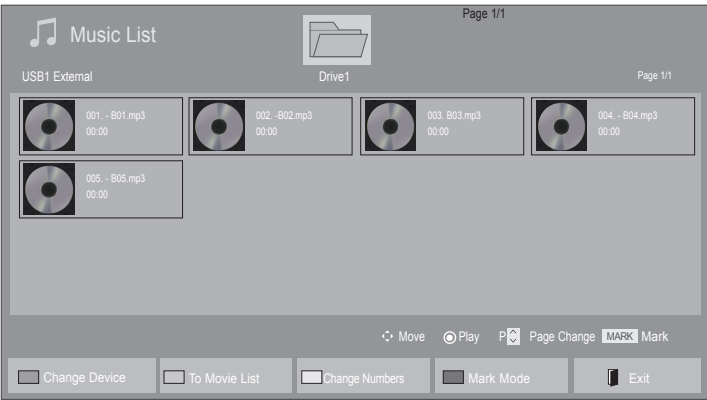 Page 1/1
Music List
USB1 External
Drive1
Page 1/1
001. - B01.mp3
00:00
002. -B02.mp3
00:00
003. B03.mp3
00:00
004. - B04.mp3
00:00
005. - B05.mp3
00:00
Move
Play
P
Page Change
MARK
Mark
Change Device
To Movie List
Change Numbers
Mark Mode
Exit